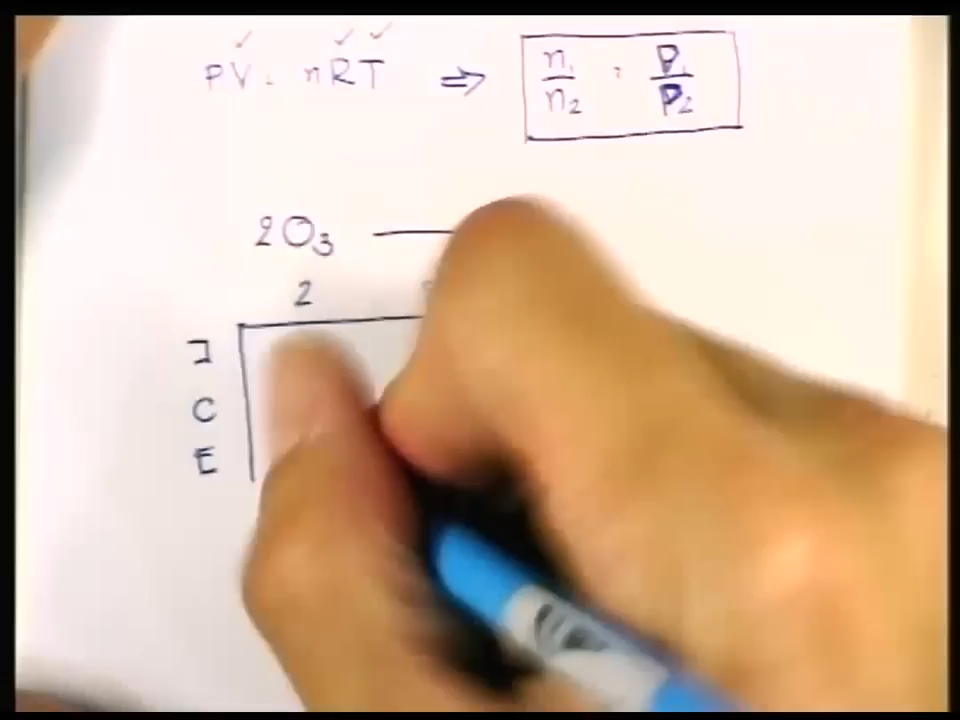 PV = nRT ⇒ n₁/n₂ = P₁/P₂
2O₃ —
2
I
C
E